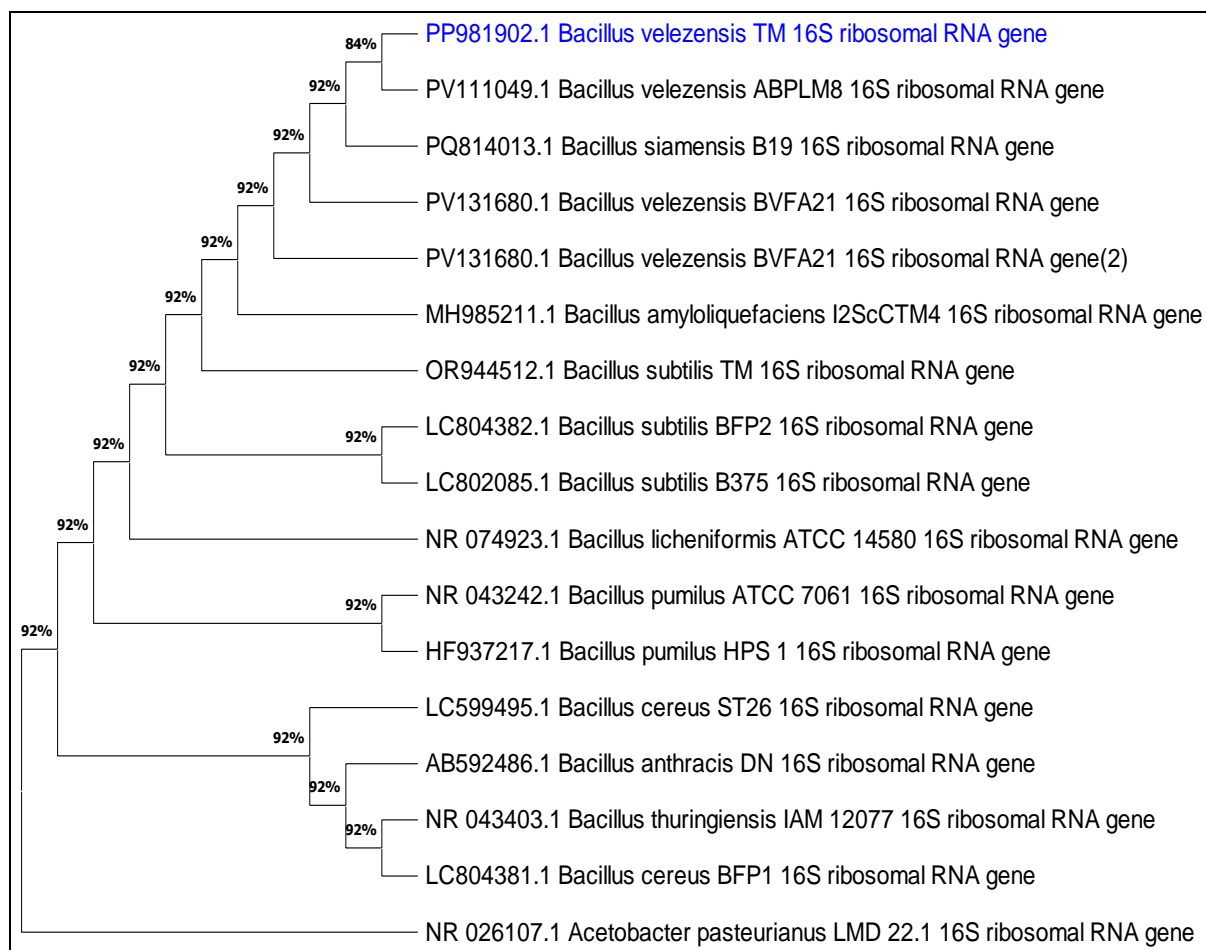 PP981902.1 Bacillus velezensis TM 16S ribosomal RNA gene
84%
PV111049.1 Bacillus velezensis ABPLM8 16S ribosomal RNA gene
92%
PQ814013.1 Bacillus siamensis B19 16S ribosomal RNA gene
92%
PV131680.1 Bacillus velezensis BVFA21 16S ribosomal RNA gene
92%
PV131680.1 Bacillus velezensis BVFA21 16S ribosomal RNA gene(2)
92%
MH985211.1 Bacillus amyloliquefaciens I2ScCTM4 16S ribosomal RNA gene
92%
OR944512.1 Bacillus subtilis TM 16S ribosomal RNA gene
92%
LC804382.1 Bacillus subtilis BFP2 16S ribosomal RNA gene
92%
92%
LC802085.1 Bacillus subtilis B375 16S ribosomal RNA gene
92%
NR 074923.1 Bacillus licheniformis ATCC 14580 16S ribosomal RNA gene
NR 043242.1 Bacillus pumilus ATCC 7061 16S ribosomal RNA gene
92%
92%
HF937217.1 Bacillus pumilus HPS 1 16S ribosomal RNA gene
LC599495.1 Bacillus cereus ST26 16S ribosomal RNA gene
92%
AB592486.1 Bacillus anthracis DN 16S ribosomal RNA gene
92%
NR 043403.1 Bacillus thuringiensis IAM 12077 16S ribosomal RNA gene
92%
LC804381.1 Bacillus cereus BFP1 16S ribosomal RNA gene
NR 026107.1 Acetobacter pasteurianus LMD 22.1 16S ribosomal RNA gene